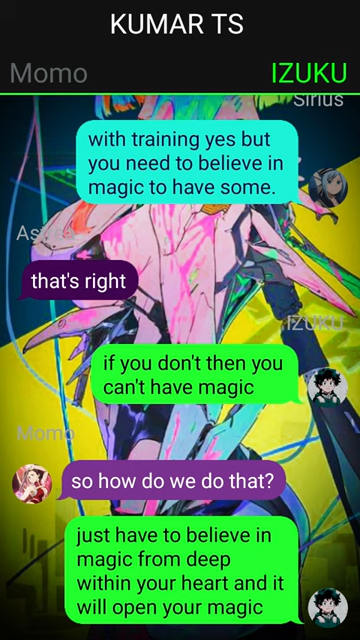 KUMAR TS
Momo
IZUKU
Sirius
with training yes but
you need to believe in
magic to have some.
that's right
IZUKU
if you don't then you
can't have magic
Momo
so how do we do that?
just have to believe in
magic from deep
within your heart and it
will open your magic